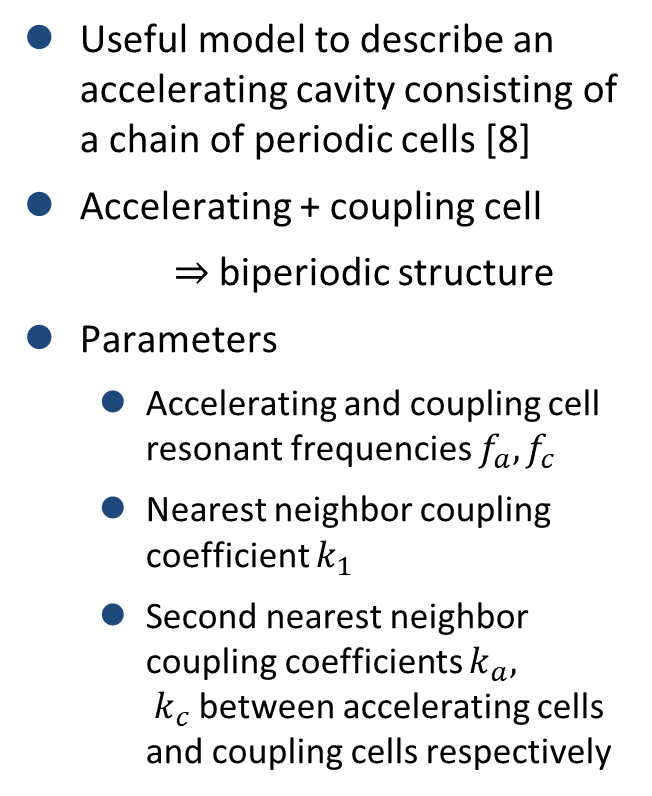 Useful model to describe an
accelerating cavity consisting of
a chain of periodic cells [8]
Accelerating + coupling cell
⇒ biperiodic structure
Parameters
Accelerating and coupling cell
resonant frequencies f_a, f_c
Nearest neighbor coupling
coefficient k_1
Second nearest neighbor
coupling coefficients k_a,
k_c between accelerating cells
and coupling cells respectively